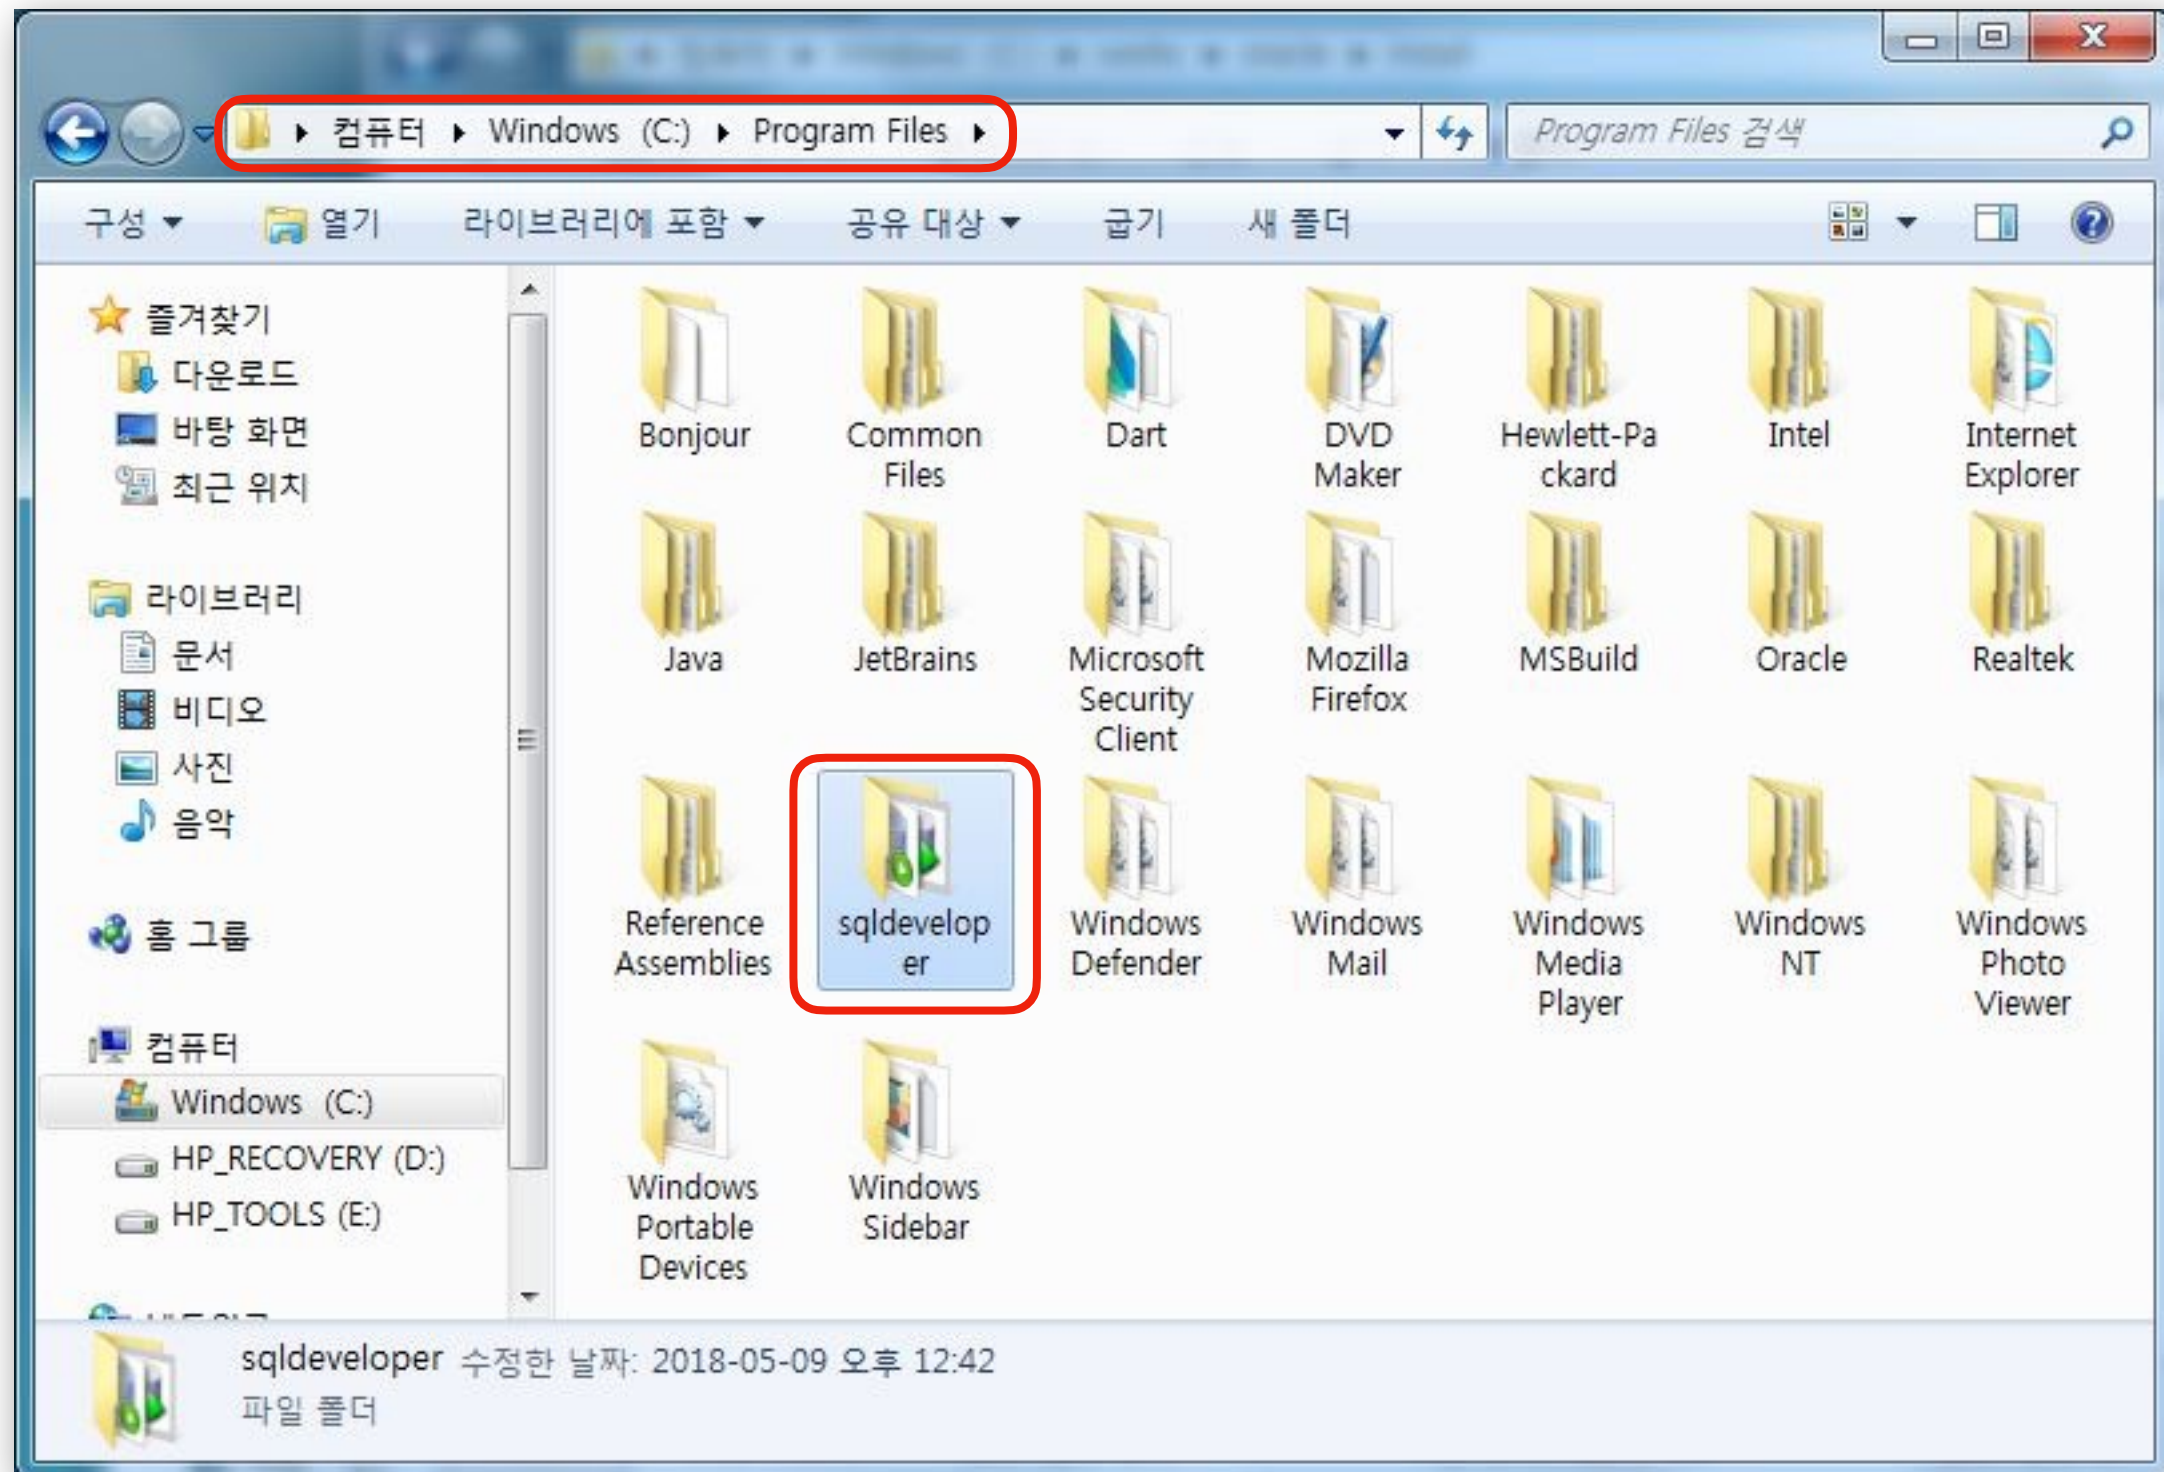 컴퓨터 Windows (C:) Program Files
Program Files 검색
구성 열기 라이브러리에 포함 공유 대상 굽기 새 폴더
즐겨찾기
다운로드
바탕 화면
최근 위치
라이브러리
문서
비디오
사진
음악
홈 그룹
컴퓨터
Windows (C:)
HP_RECOVERY (D:)
HP_TOOLS (E:)
Bonjour
Common
Files
Dart
DVD
Maker
Hewlett-Pa
ckard
Intel
Internet
Explorer
Java
JetBrains
Microsoft
Security
Client
Mozilla
Firefox
MSBuild
Oracle
Realtek
Reference
Assemblies
sqldevelop
er
Windows
Defender
Windows
Mail
Windows
Media
Player
Windows
NT
Windows
Photo
Viewer
Windows
Portable
Devices
Windows
Sidebar
sqldeveloper 수정한 날짜: 2018-05-09 오후 12:42
파일 폴더